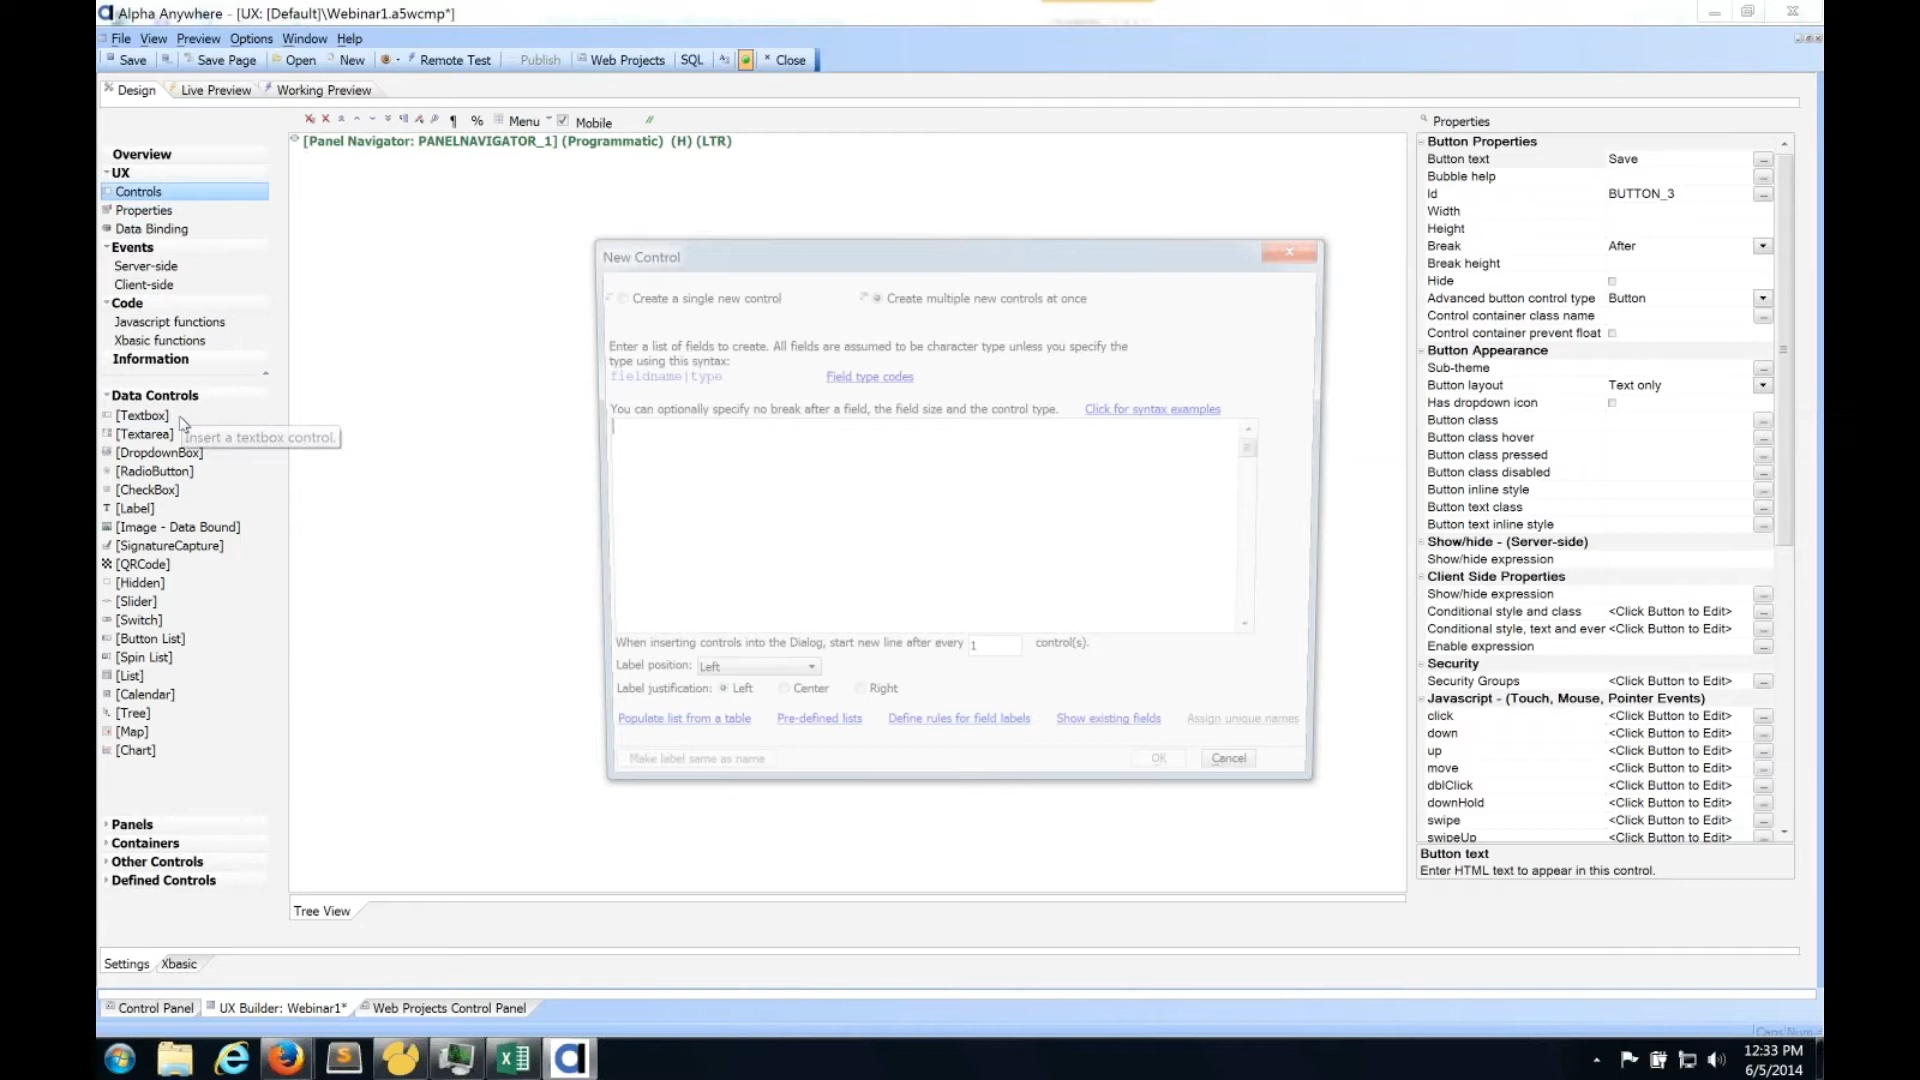 Alpha Anywhere - [UX: [Default]\Webinar1.a5wcmp*]
File View Preview Options Window Help
Save Save Page Open New Remote Test Publish Web Projects SQL Close
Design Live Preview Working Preview
% Menu Mobile
[Panel Navigator: PANELNAVIGATOR_1] (Programmatic) (H) (LTR)
Overview
UX
Controls
Properties
Data Binding
Events
Server-side
Client-side
Code
Javascript functions
Xbasic functions
Information
Data Controls
[Textbox]
[Textarea]
Insert a textbox control.
[DropdownBox]
[RadioButton]
[CheckBox]
[Label]
[Image - Data Bound]
[SignatureCapture]
[QRCode]
[Hidden]
[Slider]
[Switch]
[Button List]
[Spin List]
[List]
[Calendar]
[Tree]
[Map]
[Chart]
Panels
Containers
Other Controls
Defined Controls
New Control
Create a single new control
Create multiple new controls at once
Enter a list of fields to create. All fields are assumed to be character type unless you specify the
type using this syntax:
fieldname|type Field type codes
You can optionally specify no break after a field, the field size and the control type. Click for syntax examples
When inserting controls into the Dialog, start new line after every 1 control(s).
Label position: Left
Label justification: Left Center Right
Populate list from a table Pre-defined lists Define rules for field labels Show existing fields Assign unique names
Make label same as name OK Cancel
Properties
Button Properties
Button text Save
Bubble help
Id BUTTON_3
Width
Height
Break After
Break height
Hide
Advanced button control type Button
Control container class name
Control container prevent float
Button Appearance
Sub-theme
Button layout Text only
Has dropdown icon
Button class
Button class hover
Button class pressed
Button class disabled
Button inline style
Button text class
Button text inline style
Show/hide - (Server-side)
Show/hide expression
Client Side Properties
Show/hide expression
Conditional style and class <Click Button to Edit>
Conditional style, text and ever <Click Button to Edit>
Enable expression
Security
Security Groups <Click Button to Edit>
Javascript - (Touch, Mouse, Pointer Events)
click <Click Button to Edit>
down <Click Button to Edit>
up <Click Button to Edit>
move <Click Button to Edit>
dblClick <Click Button to Edit>
downHold <Click Button to Edit>
swipe <Click Button to Edit>
swipeUp <Click Button to Edit>
Button text
Enter HTML text to appear in this control.
Tree View
Settings Xbasic
Control Panel UX Builder: Webinar1* Web Projects Control Panel
12:33 PM
6/5/2014